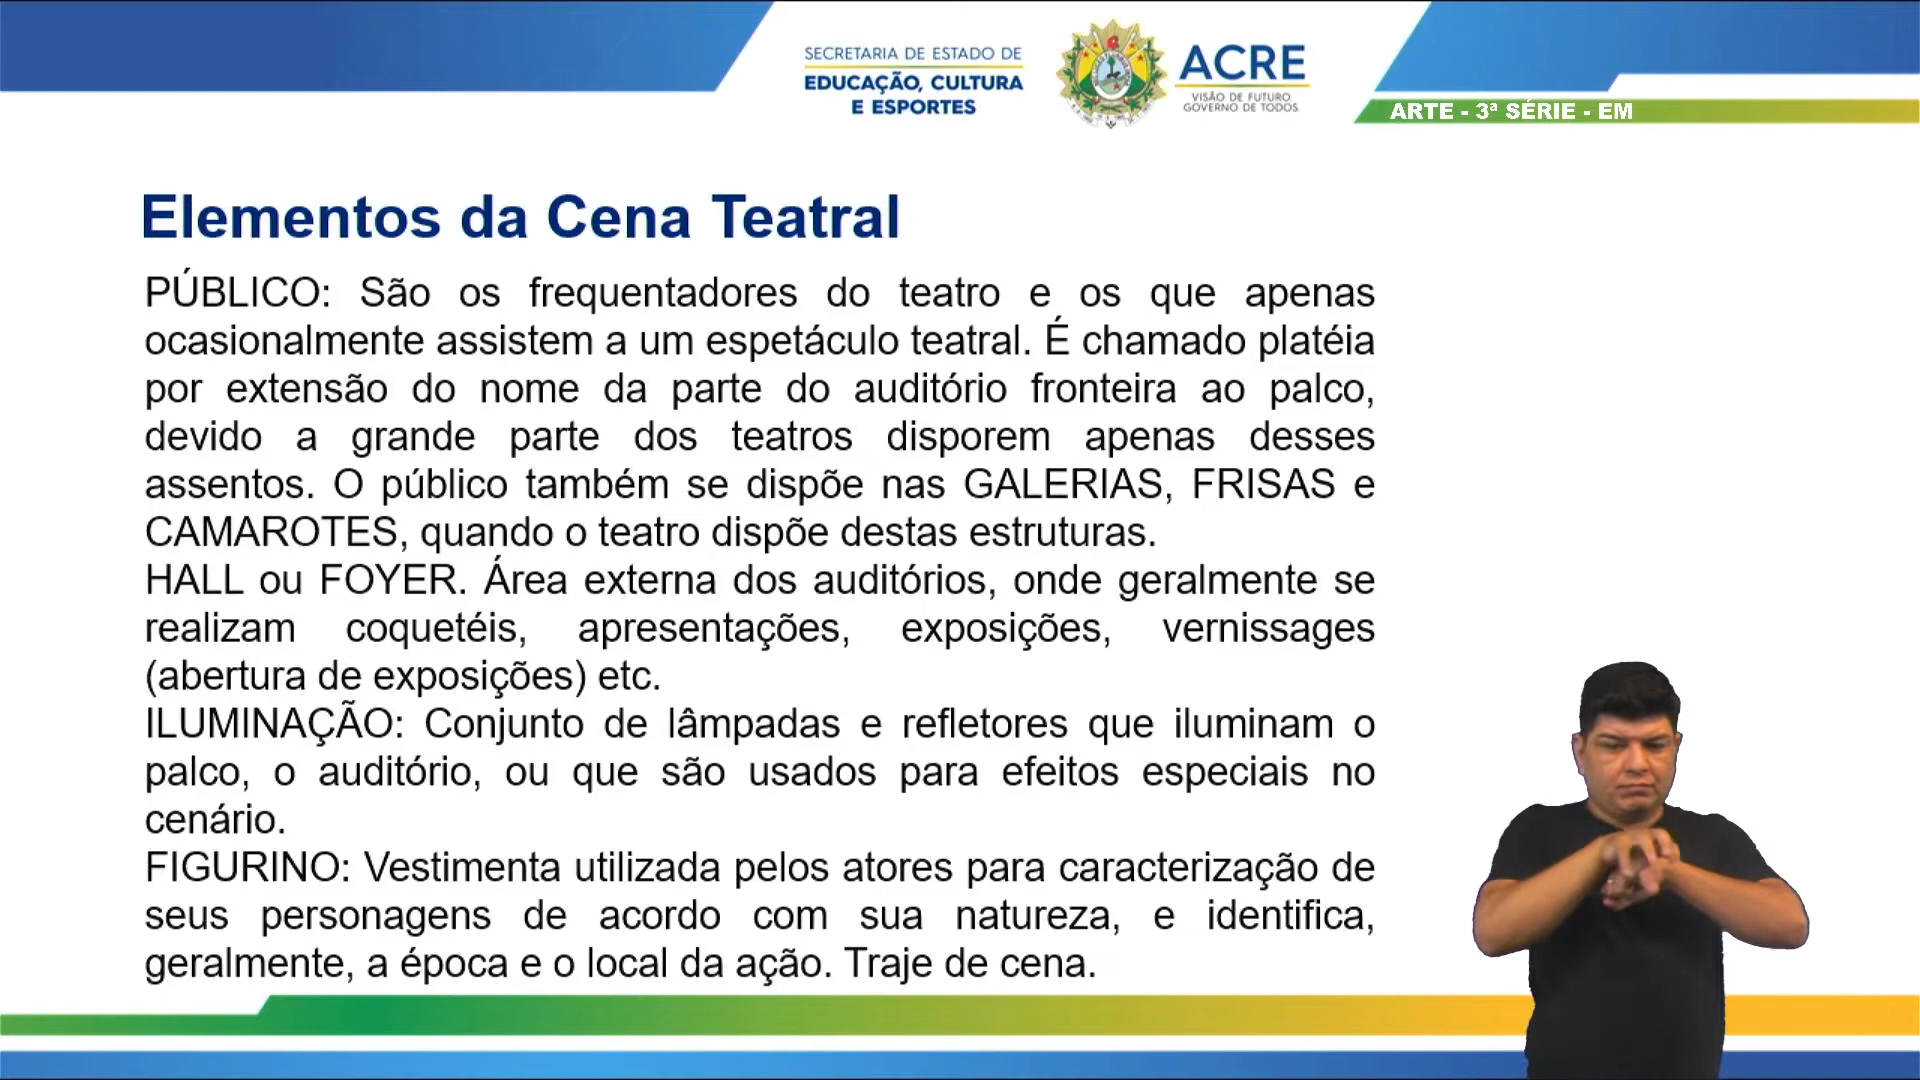 SECRETARIA DE ESTADO DE
EDUCAÇÃO, CULTURA
E ESPORTES
ACRE
VISÃO DE FUTURO
GOVERNO DE TODOS
ARTE - 3ª SÉRIE - EM
Elementos da Cena Teatral
PÚBLICO: São os frequentadores do teatro e os que apenas
ocasionalmente assistem a um espetáculo teatral. É chamado platéia
por extensão do nome da parte do auditório fronteira ao palco,
devido a grande parte dos teatros disporem apenas desses
assentos. O público também se dispõe nas GALERIAS, FRISAS e
CAMAROTES, quando o teatro dispõe destas estruturas.
HALL ou FOYER. Área externa dos auditórios, onde geralmente se
realizam coquetéis, apresentações, exposições, vernissages
(abertura de exposições) etc.
ILUMINAÇÃO: Conjunto de lâmpadas e refletores que iluminam o
palco, o auditório, ou que são usados para efeitos especiais no
cenário.
FIGURINO: Vestimenta utilizada pelos atores para caracterização de
seus personagens de acordo com sua natureza, e identifica,
geralmente, a época e o local da ação. Traje de cena.